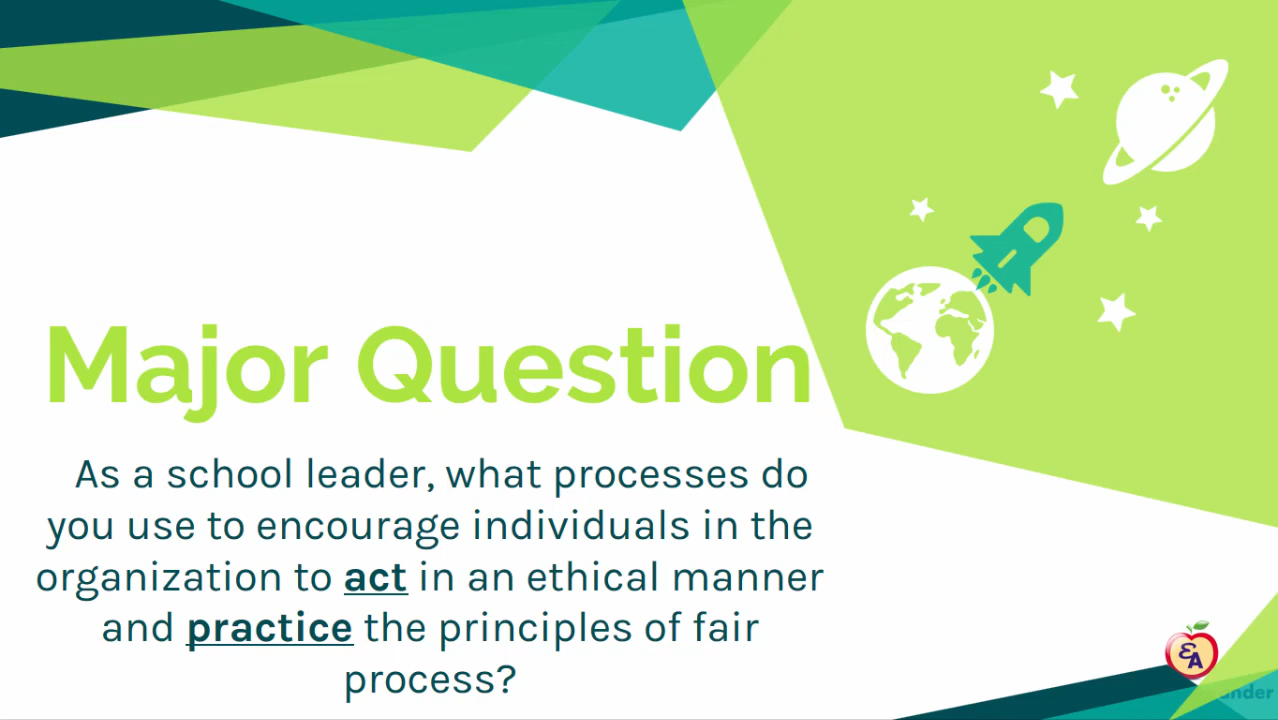 Major Question
As a school leader, what processes do
you use to encourage individuals in the
organization to act in an ethical manner
and practice the principles of fair
process?
EA